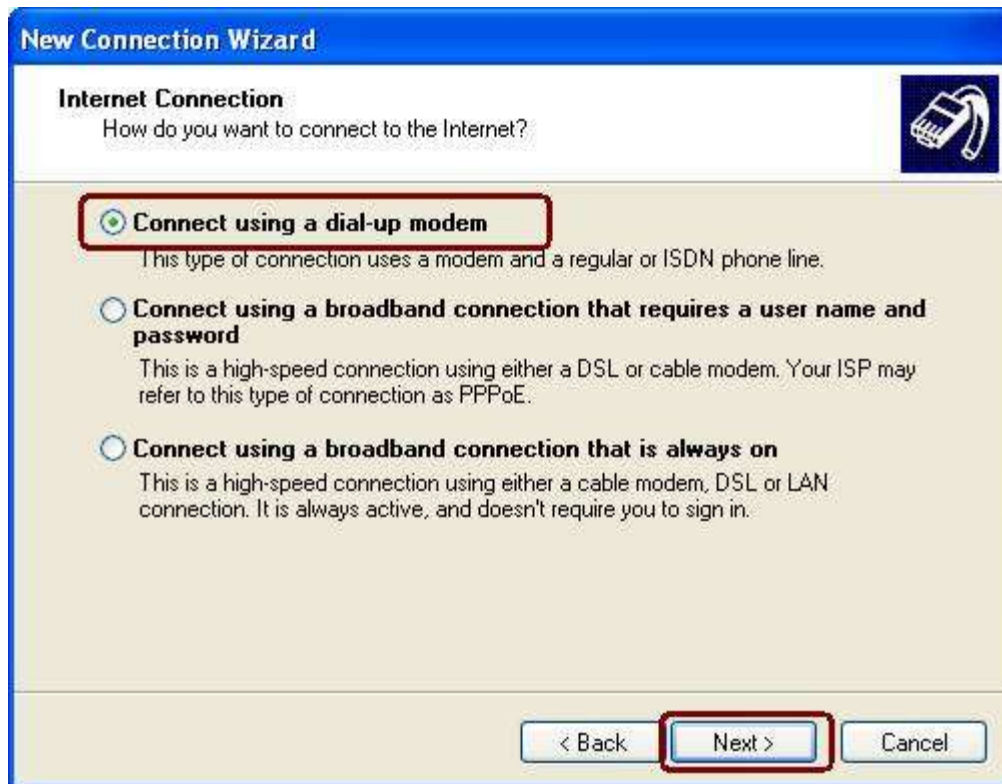 New Connection Wizard
Internet Connection
How do you want to connect to the Internet?
Connect using a dial-up modem
This type of connection uses a modem and a regular or ISDN phone line.
Connect using a broadband connection that requires a user name and
password
This is a high-speed connection using either a DSL or cable modem. Your ISP may
refer to this type of connection as PPPoE.
Connect using a broadband connection that is always on
This is a high-speed connection using either a cable modem, DSL or LAN
connection. It is always active, and doesn't require you to sign in.
< Back Next > Cancel